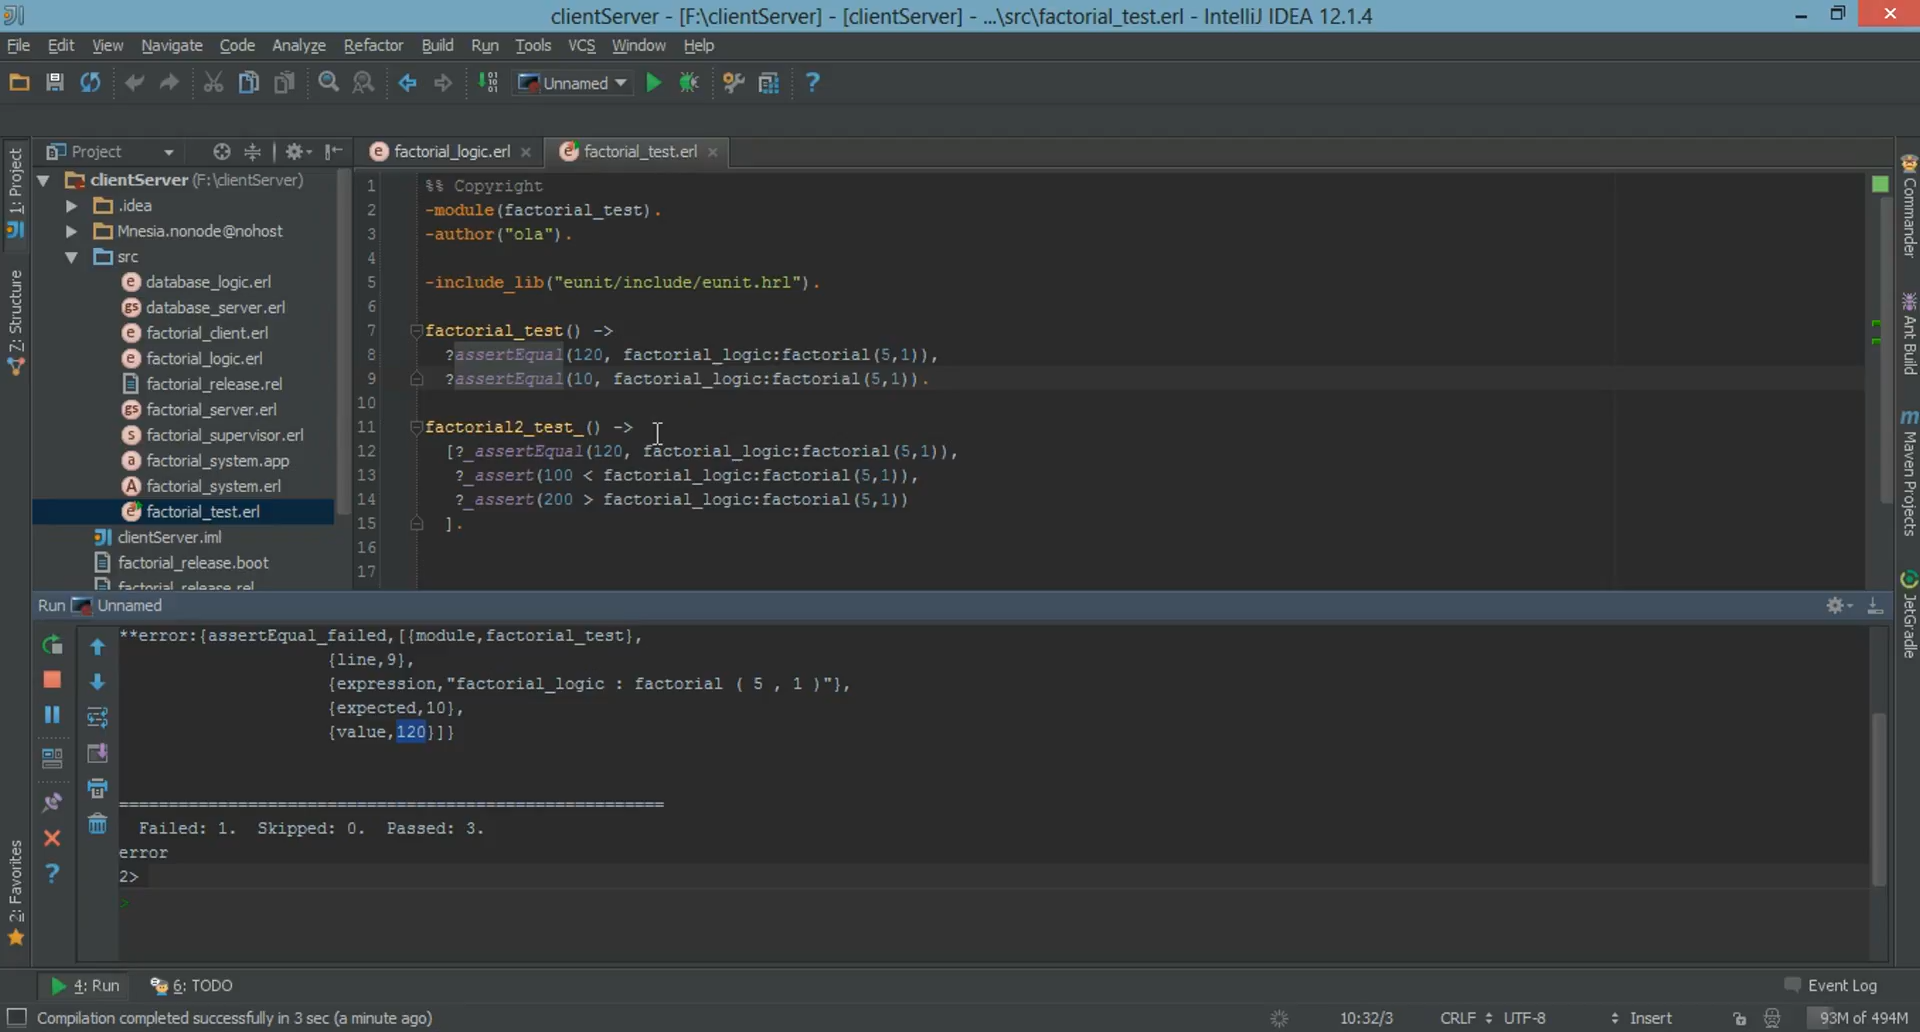 clientServer - [F:\clientServer] - [clientServer] - ...\src\factorial_test.erl - IntelliJ IDEA 12.1.4
File Edit View Navigate Code Analyze Refactor Build Run Tools VCS Window Help
Unnamed
1: Project
Z: Structure
2: Favorites
Project
clientServer (F:\clientServer)
.idea
Mnesia.nonode@nohost
src
database_logic.erl
database_server.erl
factorial_client.erl
factorial_logic.erl
factorial_release.rel
factorial_server.erl
factorial_supervisor.erl
factorial_system.app
factorial_system.erl
factorial_test.erl
clientServer.iml
factorial_release.boot
factorial_release.rel
factorial_logic.erl factorial_test.erl
1 %% Copyright
2 -module(factorial_test).
3 -author("ola").
4
5 -include_lib("eunit/include/eunit.hrl").
6
7 factorial_test() ->
8 ?assertEqual(120, factorial_logic:factorial(5,1)),
9 ?assertEqual(10, factorial_logic:factorial(5,1)).
10
11 factorial2_test_() ->
12 [?_assertEqual(120, factorial_logic:factorial(5,1)),
13 ?_assert(100 < factorial_logic:factorial(5,1)),
14 ?_assert(200 > factorial_logic:factorial(5,1))
15 ].
16
17
Commander
Ant Build
Maven Projects
JetGradle
Run Unnamed
**error:{assertEqual_failed,[{module,factorial_test},
{line,9},
{expression,"factorial_logic : factorial ( 5 , 1 )"},
{expected,10},
{value,120}]}
=======================================================
Failed: 1. Skipped: 0. Passed: 3.
error
2>
>
4: Run 6: TODO Event Log
Compilation completed successfully in 3 sec (a minute ago) 10:32/3 CRLF UTF-8 Insert 93M of 494M